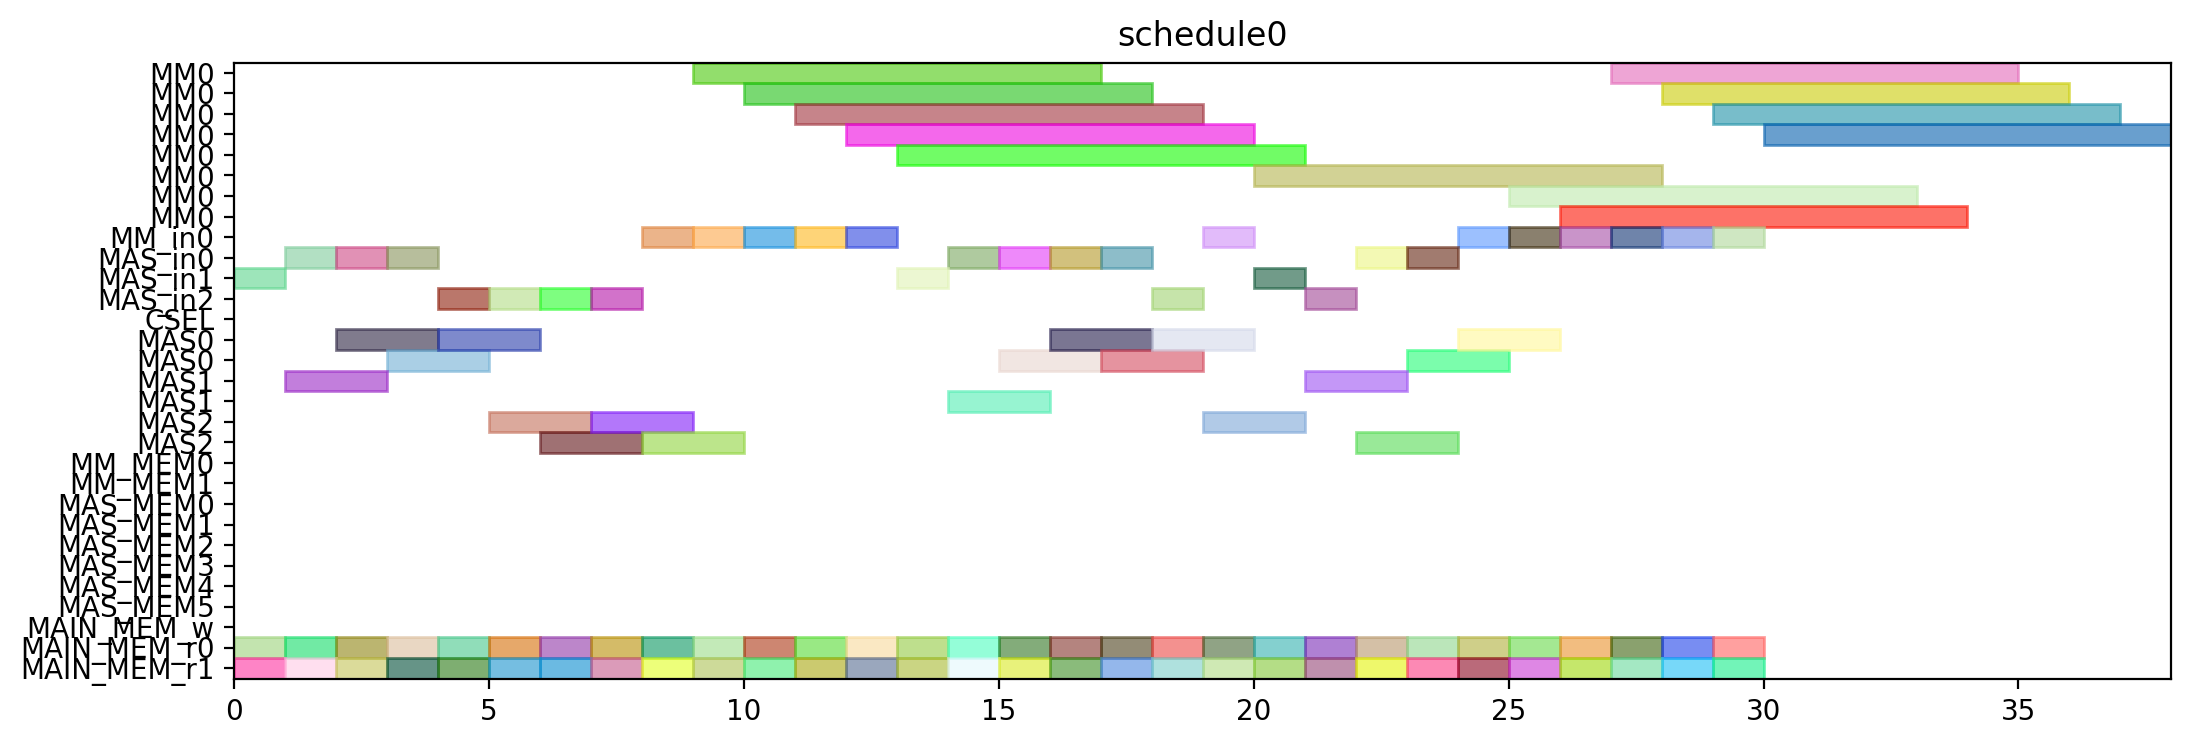 schedule0
MM0
MM0
MM0
MM0
MM0
MM0
MM0
MM0
MM_in0
MAS_in0
MAS_in1
MAS_in2
CSEL
MAS0
MAS0
MAS1
MAS1
MAS2
MAS2
MM_MEM0
MM_MEM1
MAS_MEM0
MAS_MEM1
MAS_MEM2
MAS_MEM3
MAS_MEM4
MAS_MEM5
MAIN_MEM_w
MAIN_MEM_r0
MAIN_MEM_r1
0 5 10 15 20 25 30 35